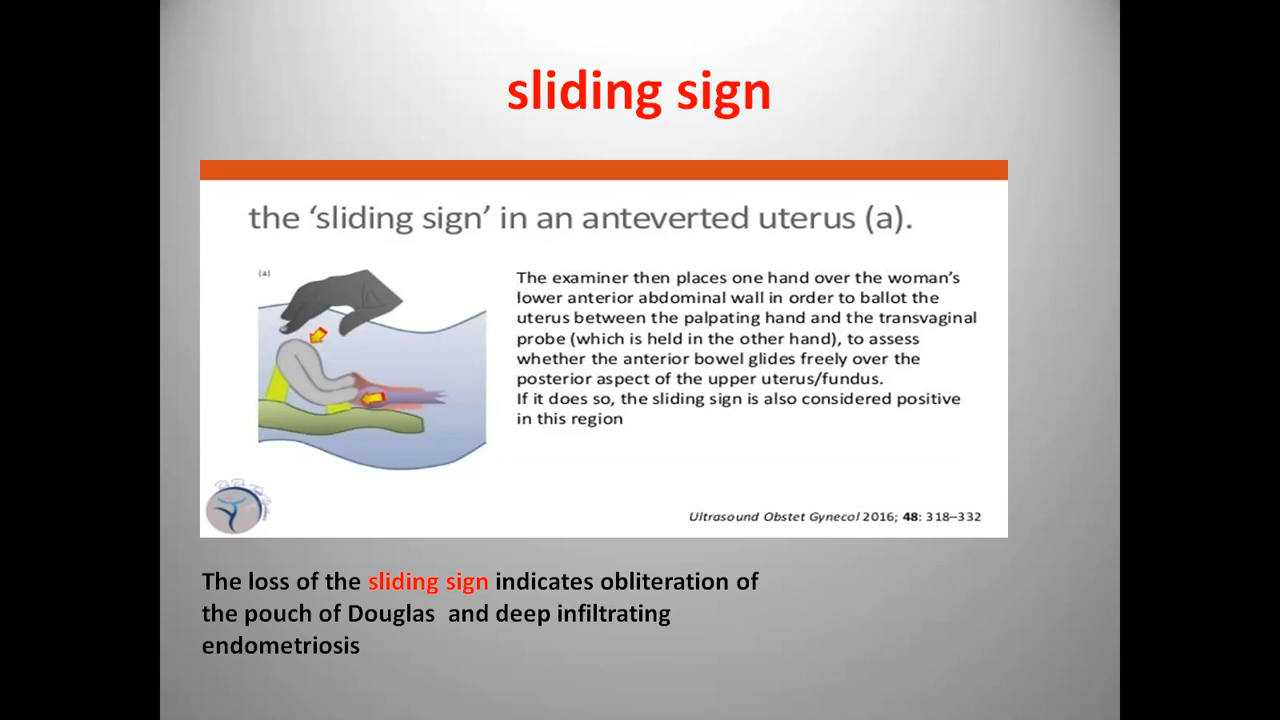 sliding sign
the ‘sliding sign’ in an anteverted uterus (a).
(a)
The examiner then places one hand over the woman’s
lower anterior abdominal wall in order to ballot the
uterus between the palpating hand and the transvaginal
probe (which is held in the other hand), to assess
whether the anterior bowel glides freely over the
posterior aspect of the upper uterus/fundus.
If it does so, the sliding sign is also considered positive
in this region
Ultrasound Obstet Gynecol 2016; 48: 318–332
The loss of the sliding sign indicates obliteration of
the pouch of Douglas  and deep infiltrating
endometriosis